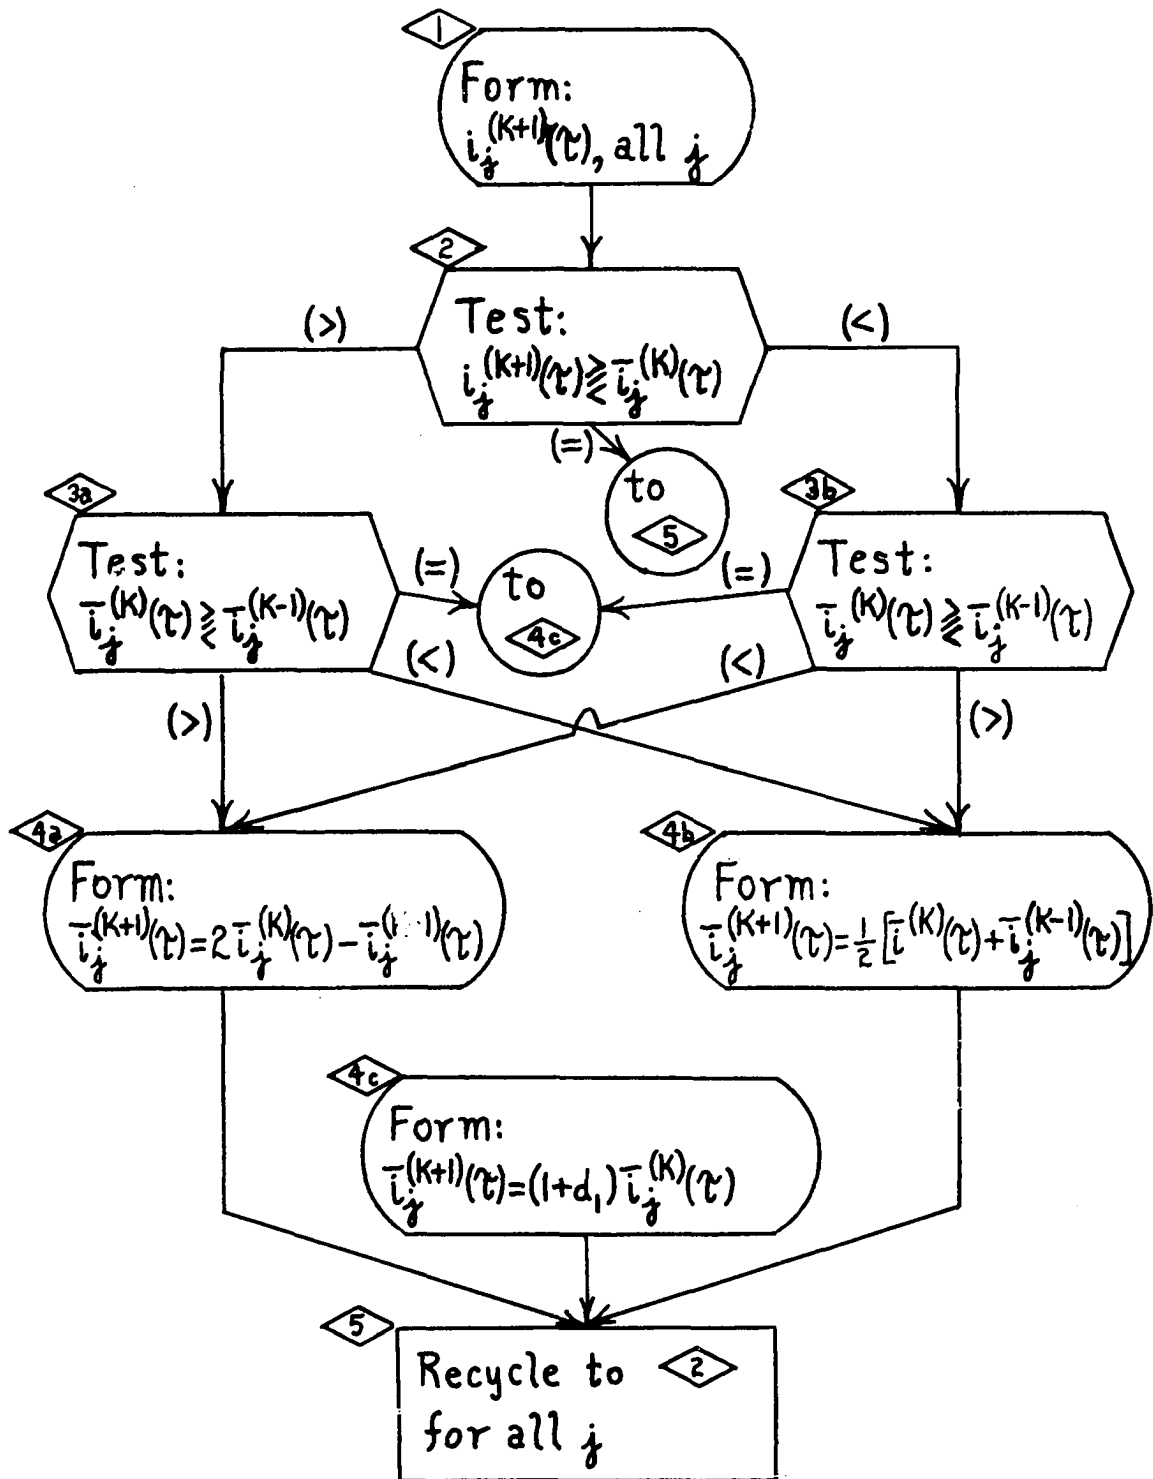 1
Form:
i_j^(K+1)(τ), all j
2
Test:
i_j^(K+1)(τ) ⪌ ī_j^(K)(τ)
(>)
(<)
(=)
to
5
3a
Test:
ī_j^(K)(τ) ⪌ ī_j^(K-1)(τ)
(=)
to
4c
(=)
3b
Test:
ī_j^(K)(τ) ⪌ ī_j^(K-1)(τ)
(<)
(<)
(>)
(>)
4a
Form:
ī_j^(K+1)(τ)=2ī_j^(K)(τ)-ī_j^( -1)(τ)
4b
Form:
ī_j^(K+1)(τ)=½[ī^(K)(τ)+ī_j^(K-1)(τ)]
4c
Form:
ī_j^(K+1)(τ)=(1+d₁)ī_j^(K)(τ)
5
Recycle to 2
for all j